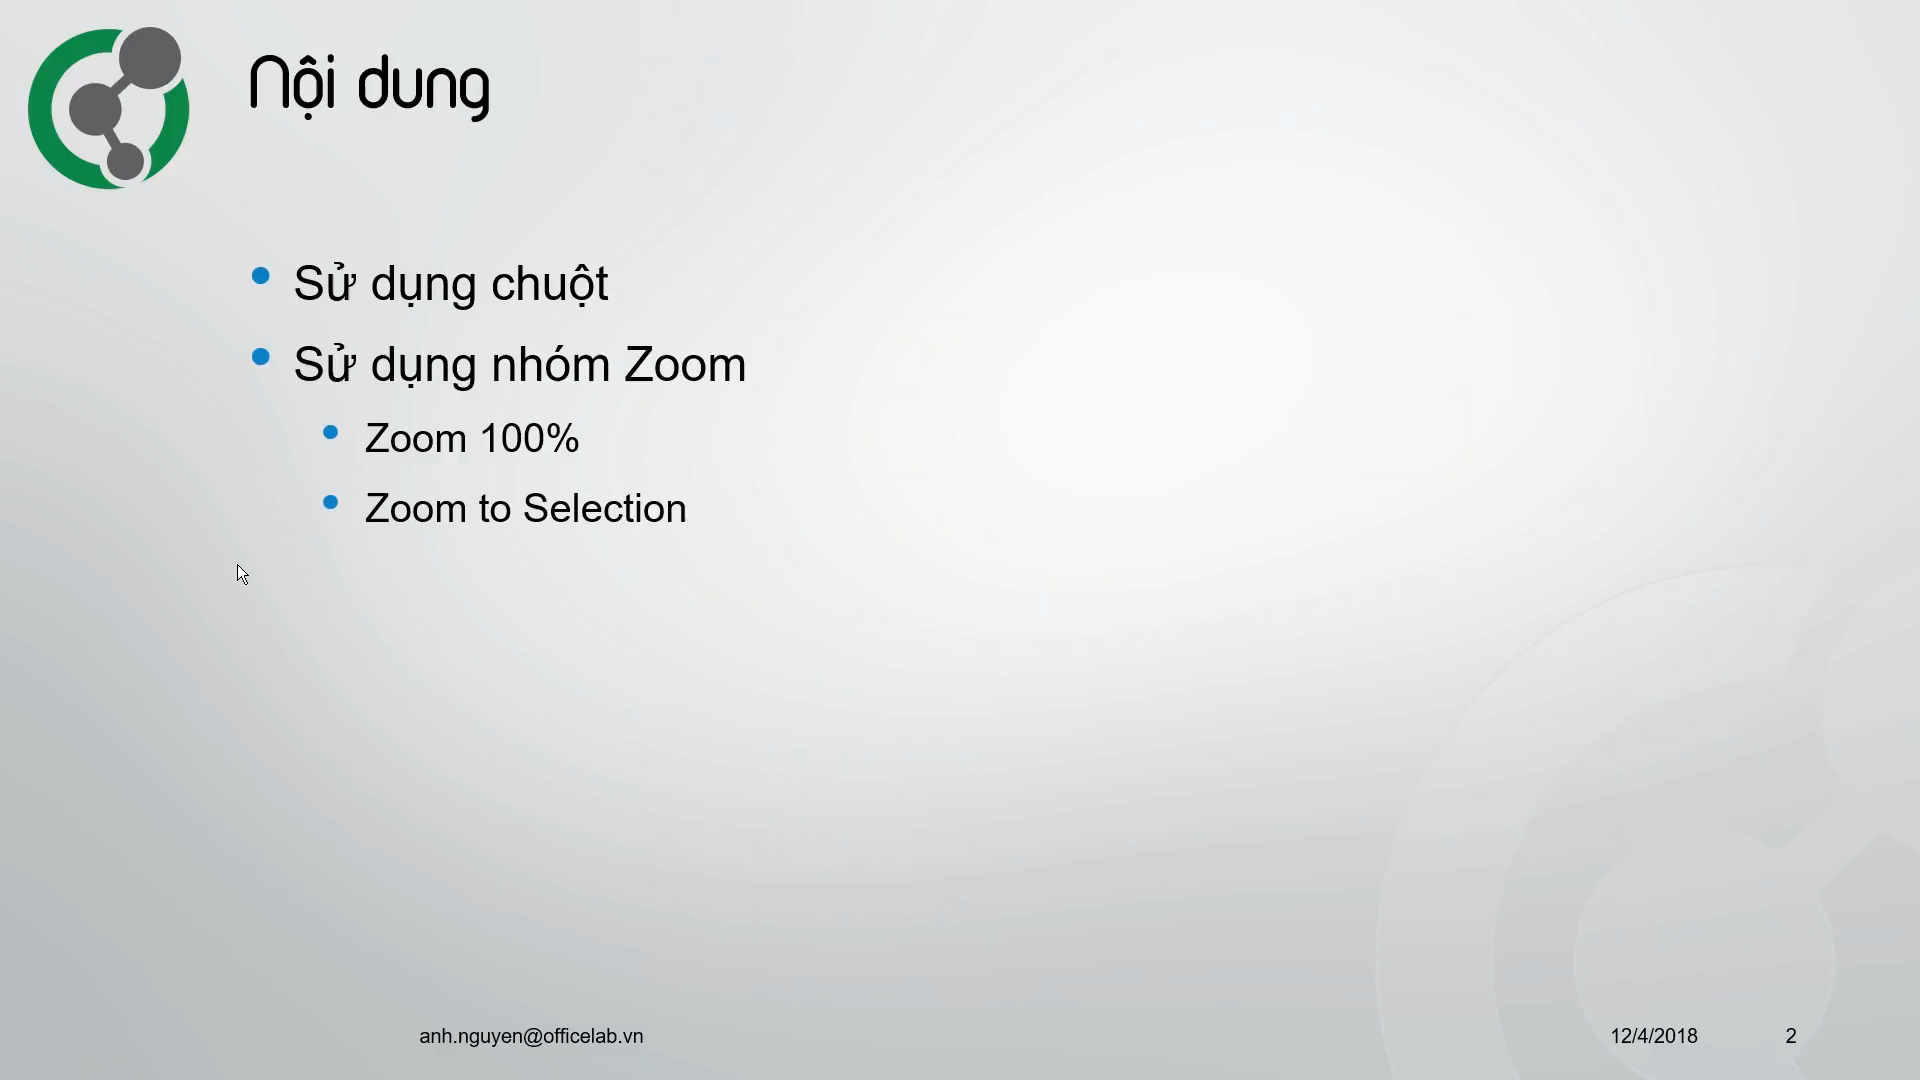 Nội dung
Sử dụng chuột
Sử dụng nhóm Zoom
Zoom 100%
Zoom to Selection
anh.nguyen@officelab.vn
12/4/2018
2